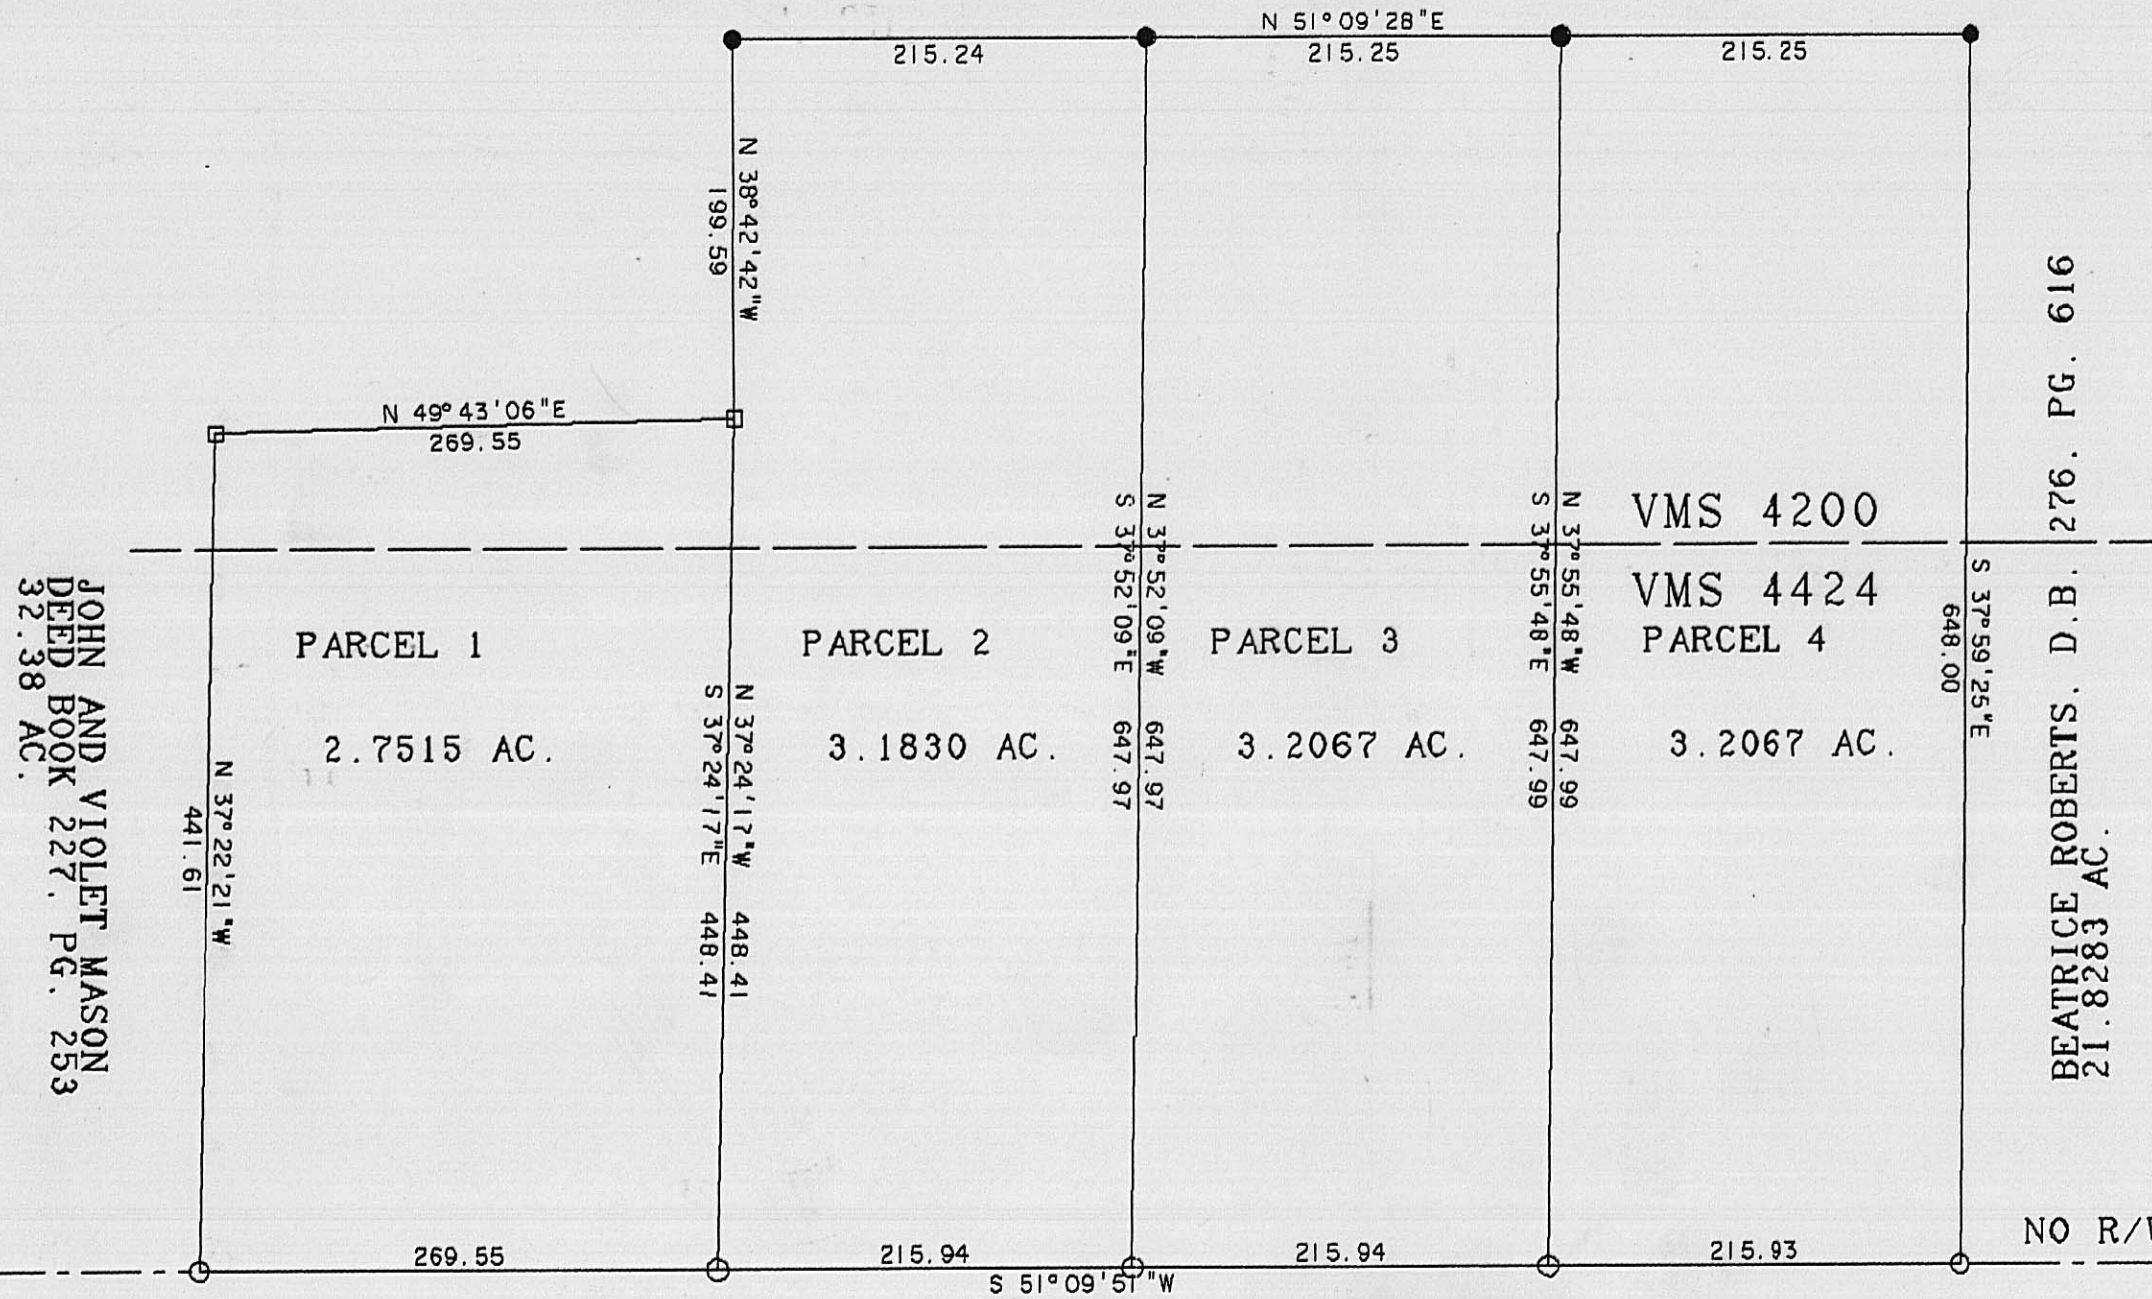 N 51°09'28"E
215.24
215.25
215.25
N 38°42'42"W
199.59
N 49°43'06"E
269.55
BEATRICE ROBERTS. D.B. 276. PG. 616
21.8283 AC.
VMS 4200
VMS 4424
N 37°52'09"W 647.97
S 37°52'09"E 647.97
N 37°55'48"W 647.99
S 37°55'48"E 647.99
S 37°59'25"E
648.00
JOHN AND VIOLET MASON
DEED BOOK 227. PG. 253
32.38 AC.
PARCEL 1
PARCEL 2
PARCEL 3
PARCEL 4
2.7515 AC.
3.1830 AC.
3.2067 AC.
3.2067 AC.
N 37°24'17"W 448.41
S 37°24'17"E 448.41
N 37°22'21"W
441.61
NO R/W
269.55
215.94
215.94
215.93
S 51°09'51"W